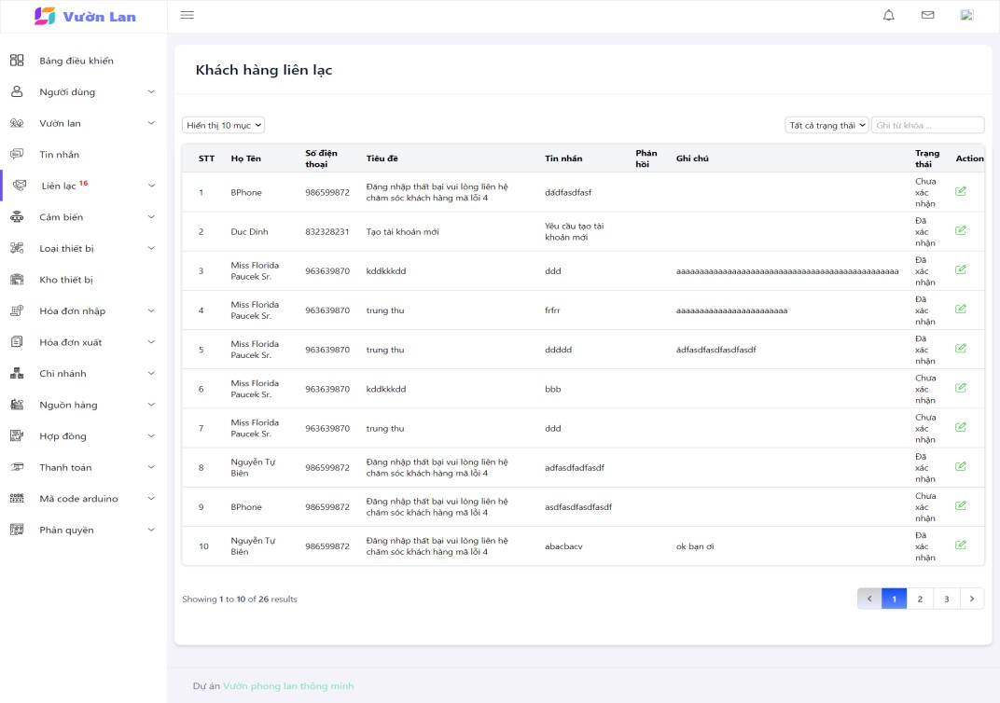 Vườn Lan
Bảng điều khiển
Người dùng
Vườn lan
Tin nhắn
Liên lạc 16
Cảm biến
Loại thiết bị
Kho thiết bị
Hóa đơn nhập
Hóa đơn xuất
Chi nhánh
Nguồn hàng
Hợp đồng
Thanh toán
Mã code arduino
Phân quyền
Khách hàng liên lạc
Hiển thị 10 mục
Tất cả trạng thái
Ghi từ khóa ...
STT Họ Tên Số điện thoại Tiêu đề Tin nhắn Phản hồi Ghi chú Trạng thái Action
1 BPhone 986599872 Đăng nhập thất bại vui lòng liên hệ chăm sóc khách hàng mã lỗi 4 dấdfasdfasf Chưa xác nhận
2 Duc Dinh 832328231 Tạo tài khoản mới Yêu cầu tạo tài khoản mới Đã xác nhận
3 Miss Florida Paucek Sr. 963639870 kddkkkdd ddd Đã xác nhận
4 Miss Florida Paucek Sr. 963639870 trung thu frfrr aaaaaaaaaaaaaaaaaaaaaaaa Đã xác nhận
5 Miss Florida Paucek Sr. 963639870 trung thu ddddd ádfasdfasdfasdfasdf Đã xác nhận
6 Miss Florida Paucek Sr. 963639870 kddkkkdd bbb Chưa xác nhận
7 Miss Florida Paucek Sr. 963639870 trung thu ddd Chưa xác nhận
8 Nguyễn Tự Biên 986599872 Đăng nhập thất bại vui lòng liên hệ chăm sóc khách hàng mã lỗi 4 adfasdfadfasdf Đã xác nhận
9 BPhone 986599872 Đăng nhập thất bại vui lòng liên hệ chăm sóc khách hàng mã lỗi 4 asdfasdfasdfasdf Chưa xác nhận
10 Nguyễn Tự Biên 986599872 Đăng nhập thất bại vui lòng liên hệ chăm sóc khách hàng mã lỗi 4 abacbacv ok bạn ơi Đã xác nhận
Showing 1 to 10 of 26 results
1 2 3
Dự án Vườn phong lan thông minh